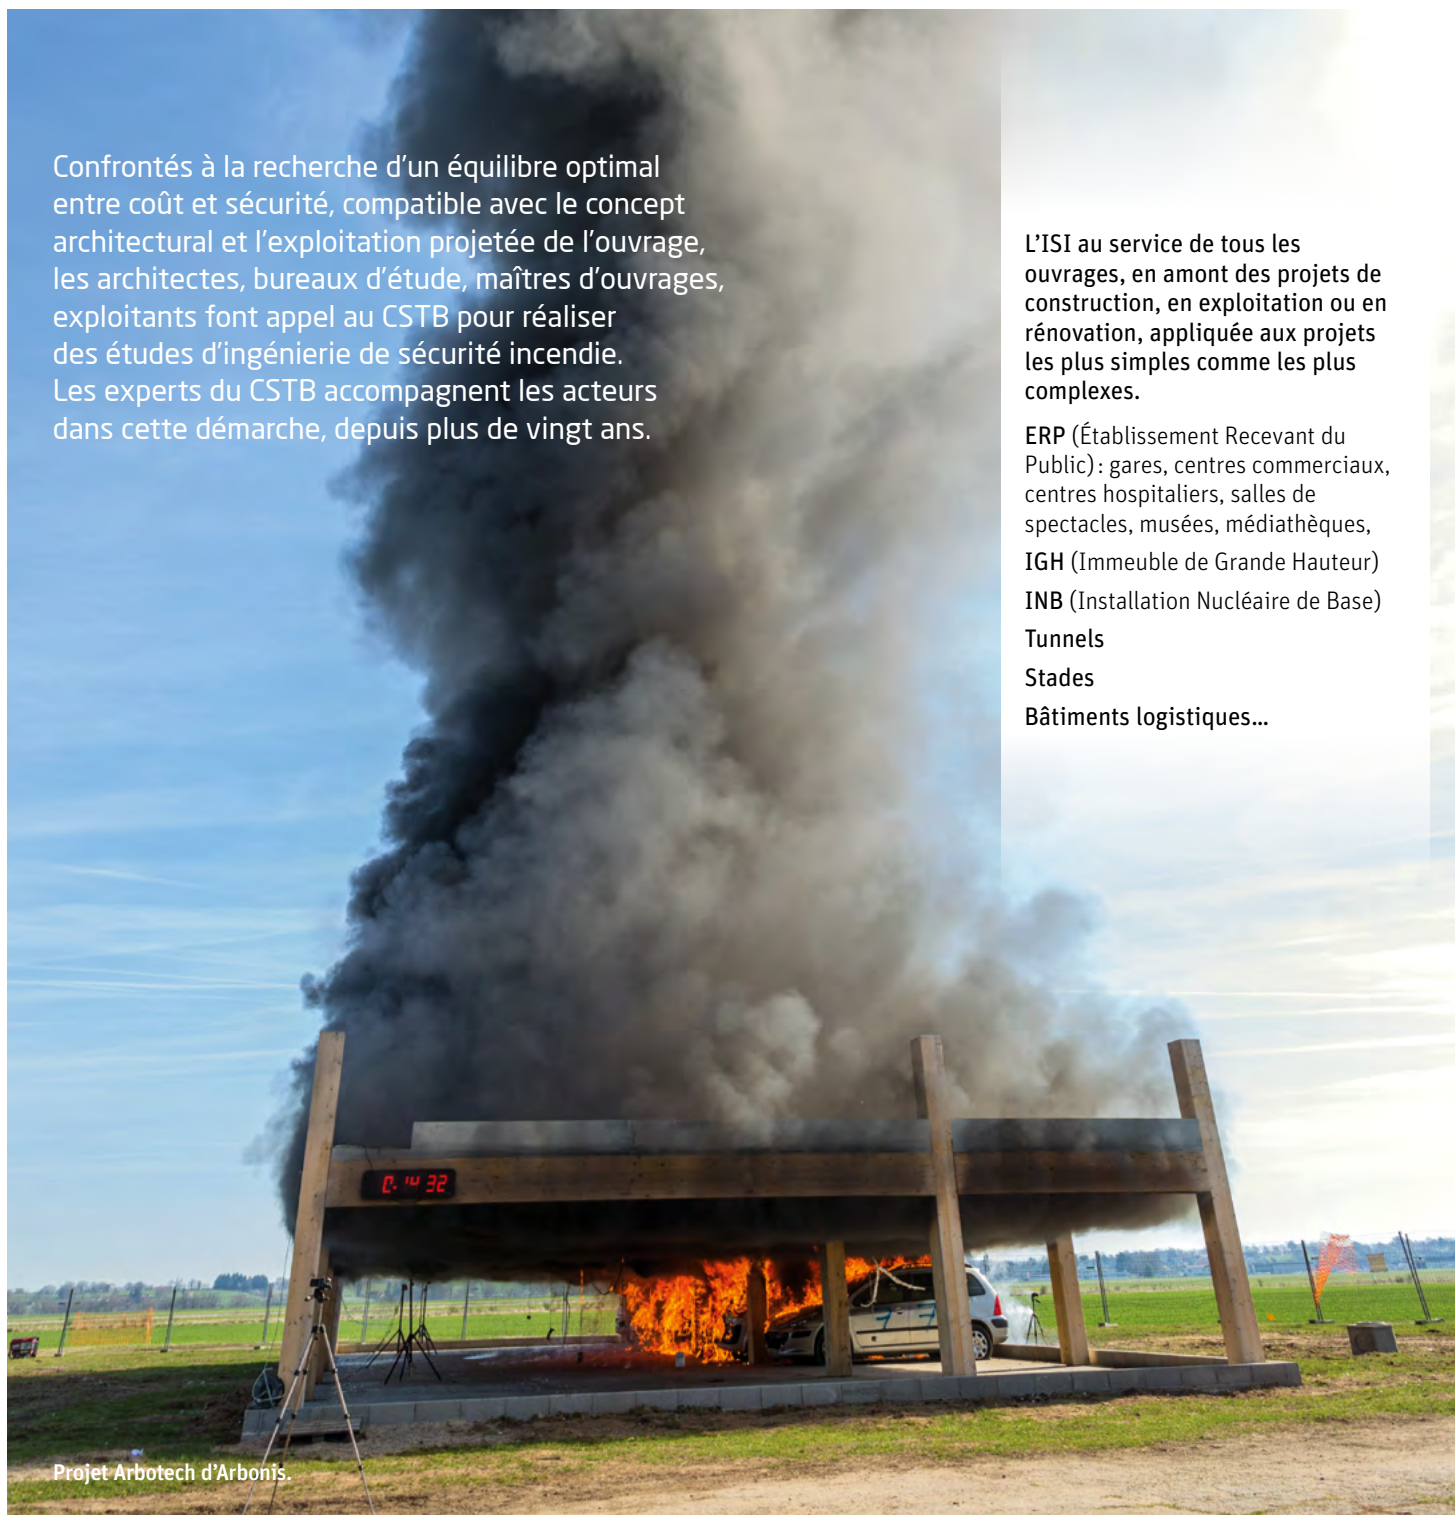 Confrontés à la recherche d'un équilibre optimal
entre coût et sécurité, compatible avec le concept
architectural et l'exploitation projetée de l'ouvrage,
les architectes, bureaux d'étude, maîtres d'ouvrages,
exploitants font appel au CSTB pour réaliser
des études d'ingénierie de sécurité incendie.
Les experts du CSTB accompagnent les acteurs
dans cette démarche, depuis plus de vingt ans.
L'ISI au service de tous les
ouvrages, en amont des projets de
construction, en exploitation ou en
rénovation, appliquée aux projets
les plus simples comme les plus
complexes.
ERP (Établissement Recevant du
Public) : gares, centres commerciaux,
centres hospitaliers, salles de
spectacles, musées, médiathèques,
IGH (Immeuble de Grande Hauteur)
INB (Installation Nucléaire de Base)
Tunnels
Stades
Bâtiments logistiques...
77
Projet Arbotech d'Arbonis.